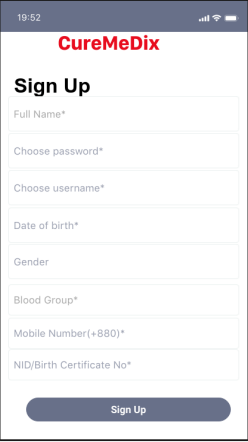 19:52
CureMeDix
Sign Up
Full Name*
Choose password*
Choose username*
Date of birth*
Gender
Blood Group*
Mobile Number(+880)*
NID/Birth Certificate No*
Sign Up